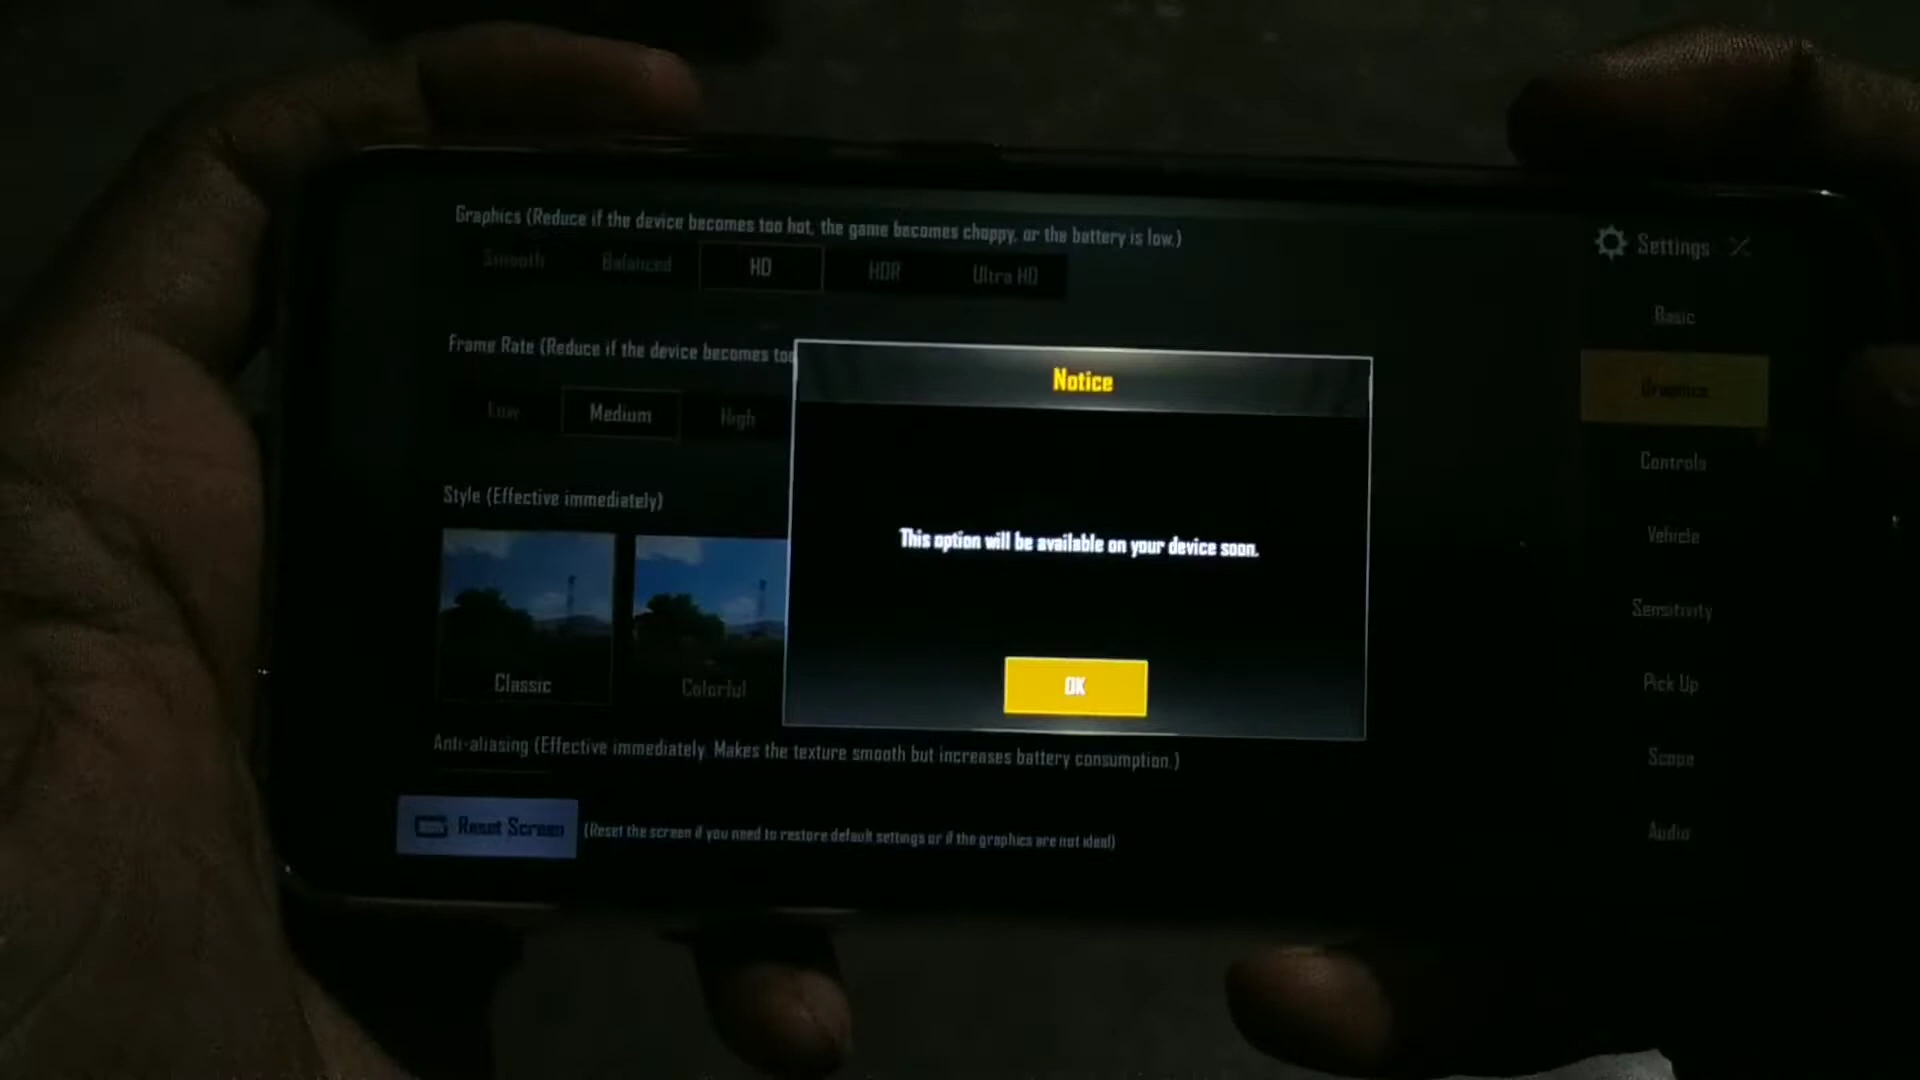 Graphics (Reduce if the device becomes too hot, the game becomes choppy, or the battery is low.)
Smooth Balanced HD HDR Ultra HD
Settings
Basic
Frame Rate (Reduce if the device becomes too
Notice
Graphics
Low Medium High
Controls
Style (Effective immediately)
This option will be available on your device soon.
Vehicle
Sensitivity
Classic Colorful
OK
Pick Up
Anti-aliasing (Effective immediately. Makes the texture smooth but increases battery consumption.)
Scope
Reset Screen (Reset the screen if you need to restore default settings or if the graphics are not ideal)
Audio